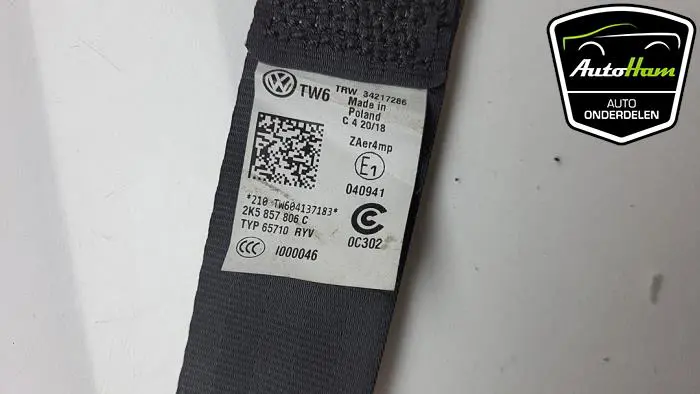 TW6
TRW 34217286
Made in
Poland
C 4 20/18
ZAer4mp
E1
040941
*210 TW604137183*
2K5 857 806 C
TYP 65710 RYV
0C302
CCC
I000046
AutoHam
AUTO
ONDERDELEN